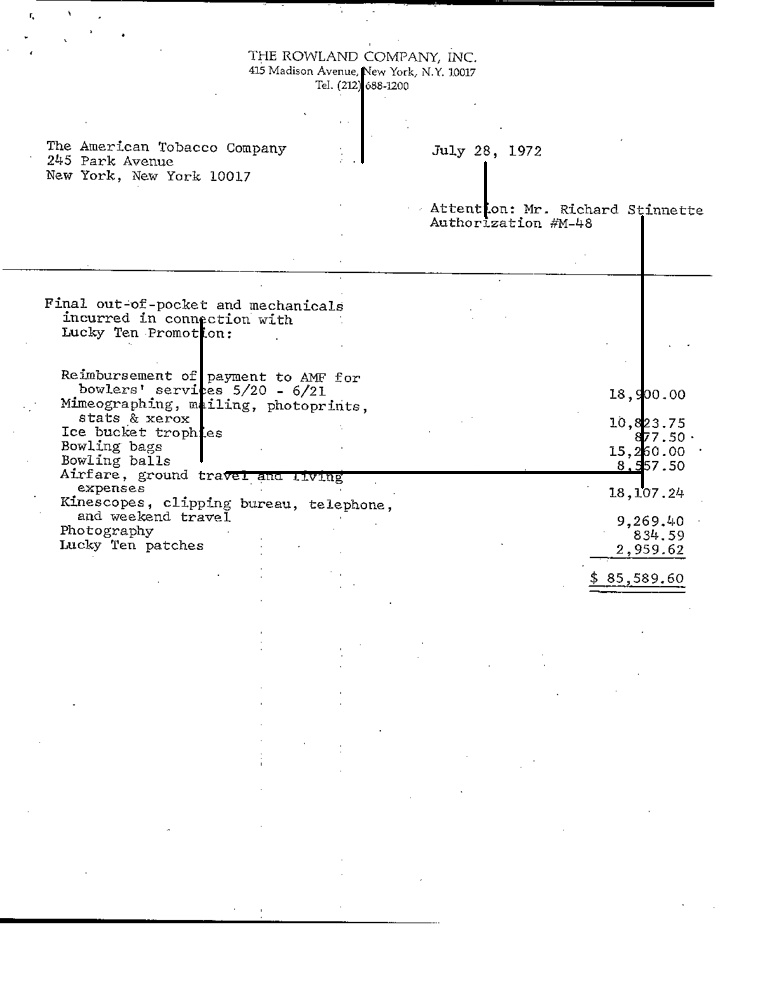 THE ROWLAND COMPANY, INC.
415 Madison Avenue, New York, N.Y. 10017
Tel. (212) 688-1200
The American Tobacco Company
245 Park Avenue
New York, New York 10017
July 28, 1972
Attention: Mr. Richard Stinnette
Authorization #M-48
Final out-of-pocket and mechanicals
incurred in connection with
Lucky Ten Promotion:
Reimbursement of payment to AMF for
bowlers' services 5/20 - 6/21 18,900.00
Mimeographing, mailing, photoprints,
stats & xerox 10,823.75
Ice bucket trophies 877.50
Bowling bags 15,260.00
Bowling balls 8,557.50
Airfare, ground travel and living
expenses 18,107.24
Kinescopes, clipping bureau, telephone,
and weekend travel 9,269.40
Photography 834.59
Lucky Ten patches 2,959.62
$ 85,589.60